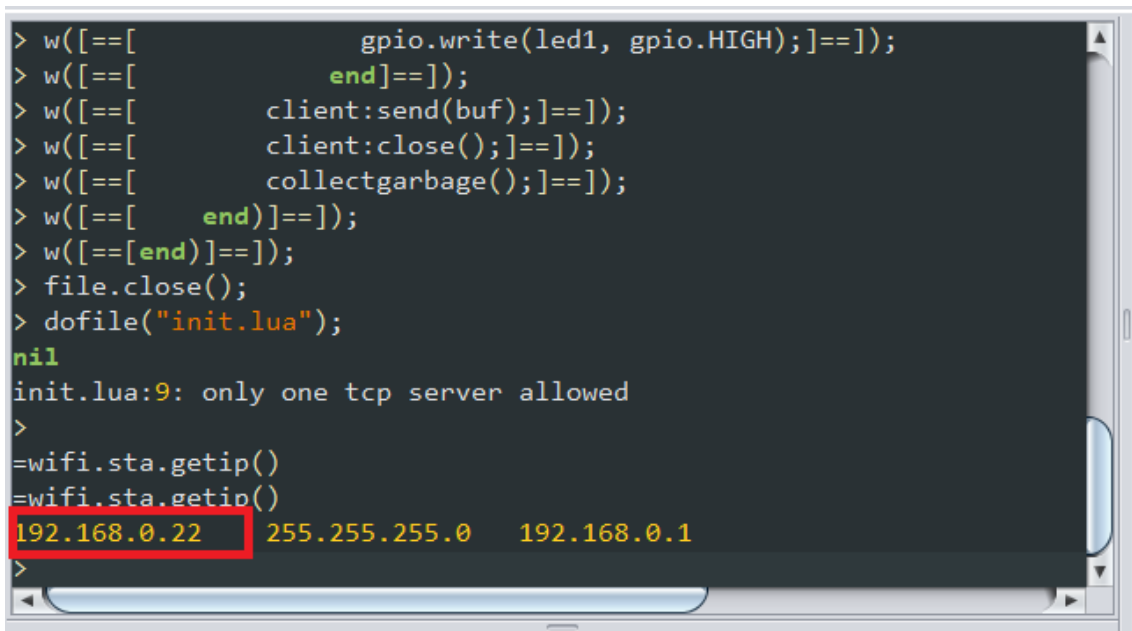 > w([==[              gpio.write(led1, gpio.HIGH);]==]);
> w([==[            end]==]);
> w([==[        client:send(buf);]==]);
> w([==[        client:close();]==]);
> w([==[        collectgarbage();]==]);
> w([==[    end)]==]);
> w([==[end)]==]);
> file.close();
> dofile("init.lua");
nil
init.lua:9: only one tcp server allowed
>
=wifi.sta.getip()
=wifi.sta.getip()
192.168.0.22    255.255.255.0   192.168.0.1
>